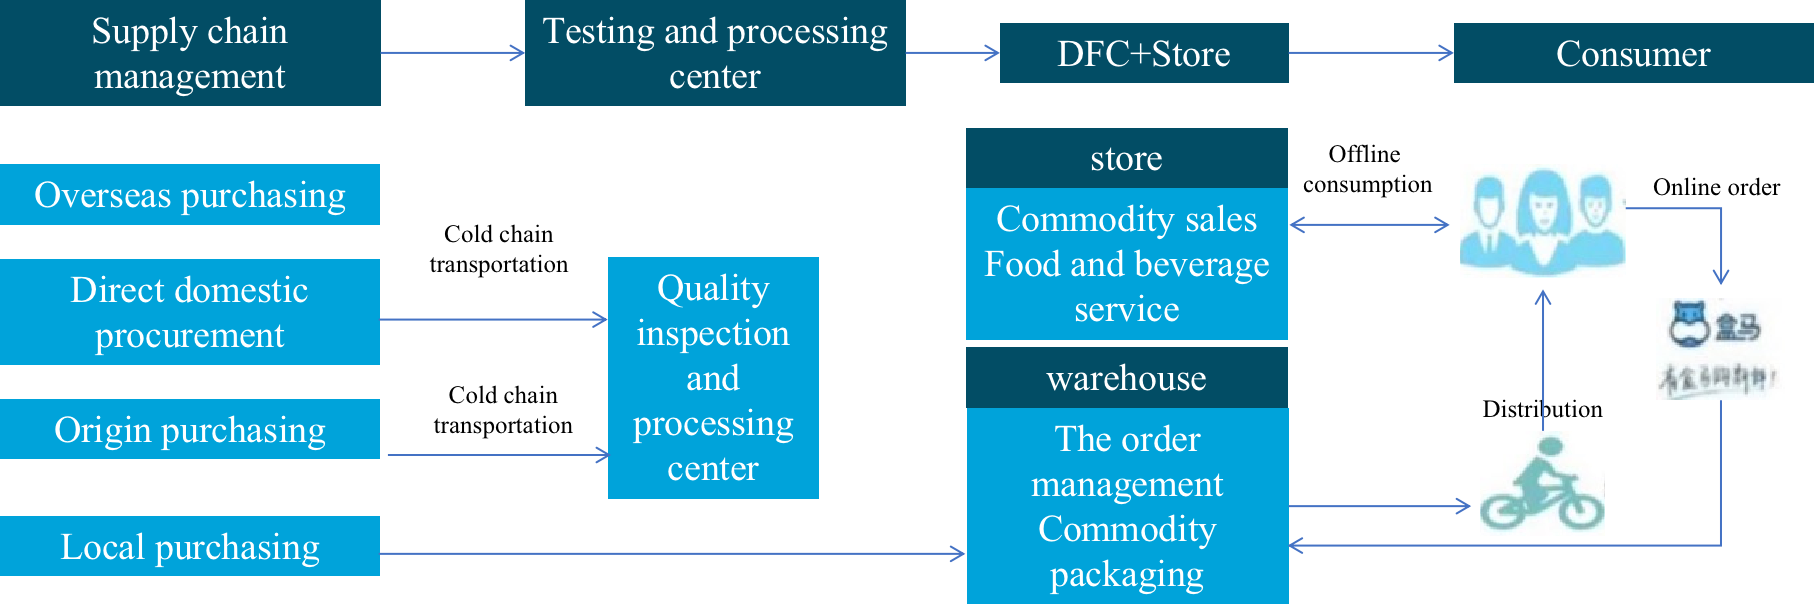 Supply chain
management
Testing and processing
center
DFC+Store
Consumer
Overseas purchasing
Direct domestic
procurement
Origin purchasing
Local purchasing
Cold chain
transportation
Cold chain
transportation
Quality
inspection
and
processing
center
store
Commodity sales
Food and beverage
service
warehouse
The order
management
Commodity
packaging
Offline
consumption
Online order
盒马
Distribution